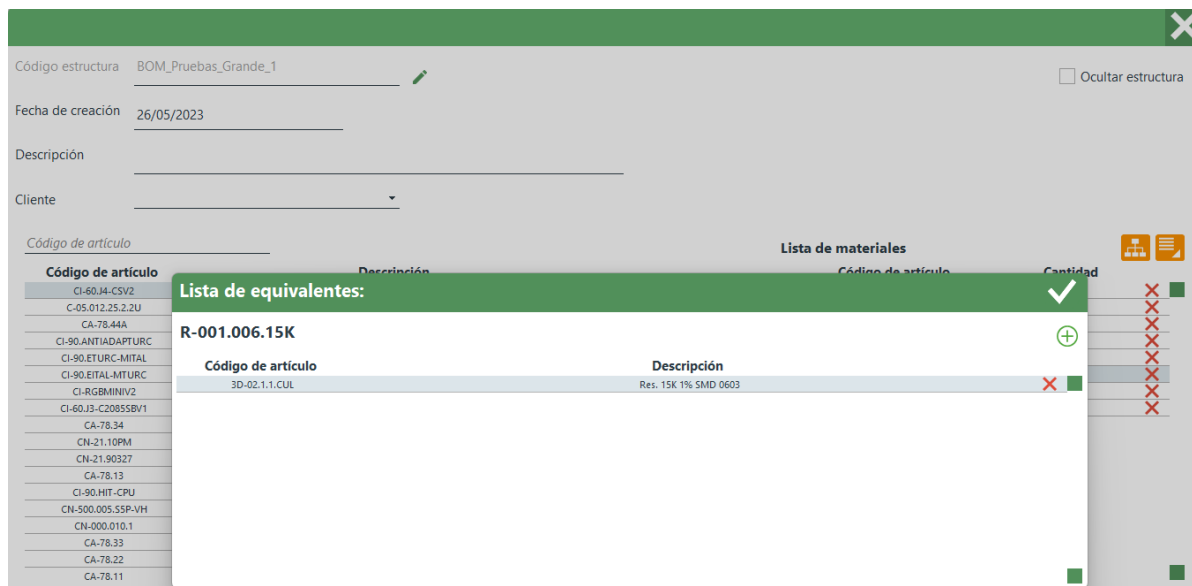 Código estructura BOM_Pruebas_Grande_1
Ocultar estructura
Fecha de creación 26/05/2023
Descripción
Cliente
Código de artículo
Lista de materiales
Código de artículo Descripción Código de artículo Cantidad
CI-60.J4-CSV2
C-05.012.25.2.2U
CA-78.44A
CI-90.ANTIADAPTURC
CI-90.ETURC-MITAL
CI-90.EITAL-MTURC
CI-RGBMINIV2
CI-60.J3-C2085SBV1
CA-78.34
CN-21.10PM
CN-21.90327
CA-78.13
CI-90.HIT-CPU
CN-500.005.S5P-VH
CN-000.010.1
CA-78.33
CA-78.22
CA-78.11
Lista de equivalentes:
R-001.006.15K
Código de artículo Descripción
3D-02.1.1.CUL Res. 15K 1% SMD 0603